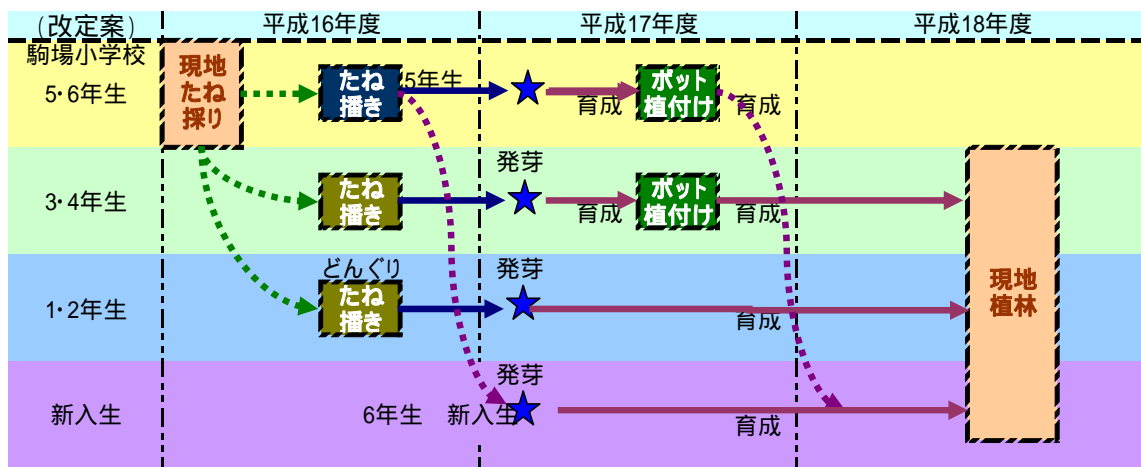 (改定案)
平成16年度
平成17年度
平成18年度
駒場小学校
5・6年生
現地
たね
採り
たね
播き
5年生
育成
ポット
植付け
育成
3・4年生
たね
播き
発芽
育成
ポット
植付け
育成
1・2年生
どんぐり
たね
播き
発芽
育成
現地
植林
新入生
6年生 新入生
発芽
育成